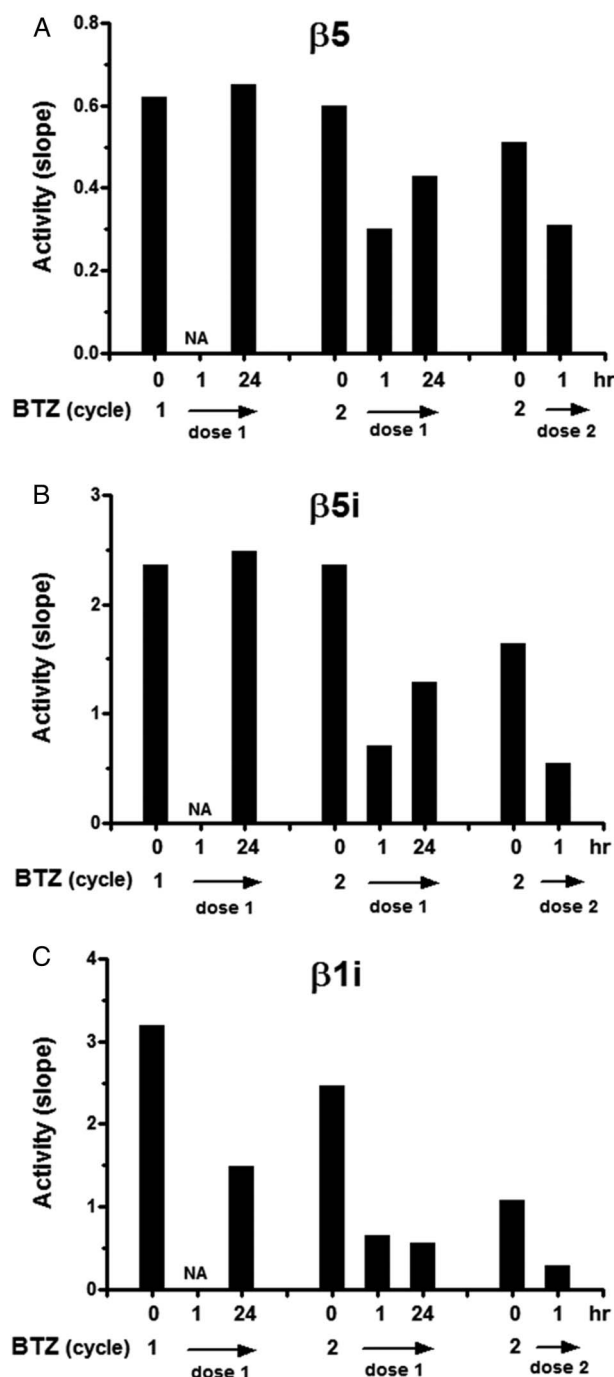 A
β5
Activity (slope)
0.8
0.6
0.4
0.2
0.0
NA
0 1 24 0 1 24 0 1 hr
BTZ (cycle) 1 2 2
dose 1 dose 1 dose 2
B
β5i
Activity (slope)
3
2
1
0
NA
0 1 24 0 1 24 0 1 hr
BTZ (cycle) 1 2 2
dose 1 dose 1 dose 2
C
β1i
Activity (slope)
4
3
2
1
0
NA
0 1 24 0 1 24 0 1 hr
BTZ (cycle) 1 2 2
dose 1 dose 1 dose 2